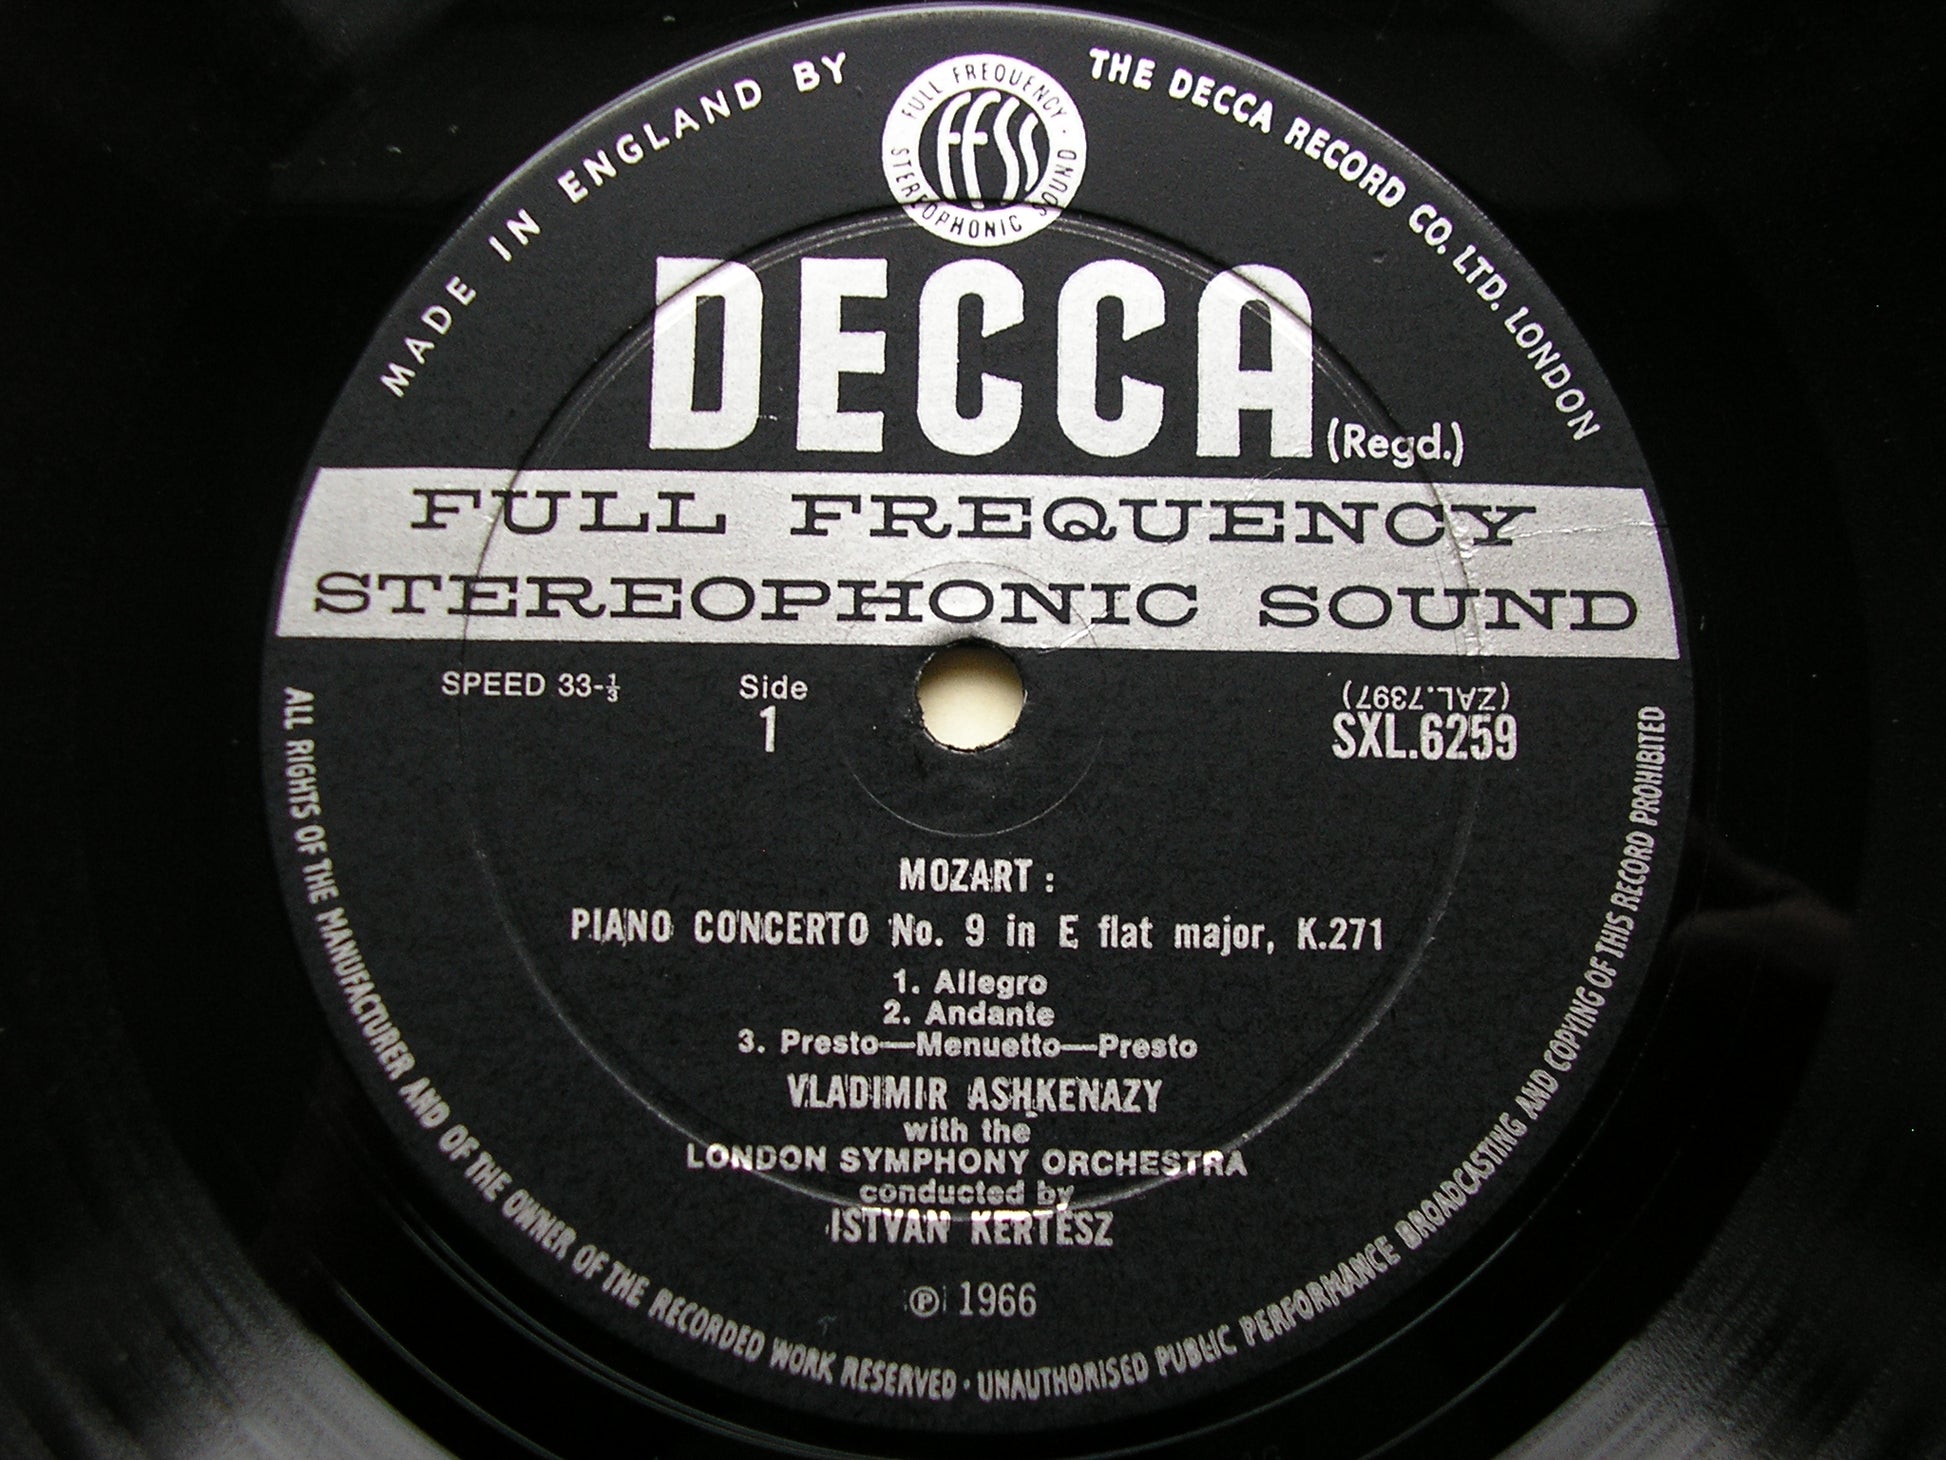 MADE IN ENGLAND BY
THE DECCA RECORD CO. LTD. LONDON
FULL FREQUENCY · STEREOPHONIC SOUND
FFSS
DECCA (Regd.)
FULL FREQUENCY
STEREOPHONIC SOUND
SPEED 33-⅓
Side
1
(ZAL.7397)
SXL.6259
MOZART :
PIANO CONCERTO No. 9 in E flat major, K.271
1. Allegro
2. Andante
3. Presto—Menuetto—Presto
VLADIMIR ASHKENAZY
with the
LONDON SYMPHONY ORCHESTRA
conducted by
ISTVAN KERTESZ
℗ 1966
ALL RIGHTS OF THE MANUFACTURER AND OF THE OWNER OF THE RECORDED WORK RESERVED · UNAUTHORISED PUBLIC PERFORMANCE BROADCASTING AND COPYING OF THIS RECORD PROHIBITED